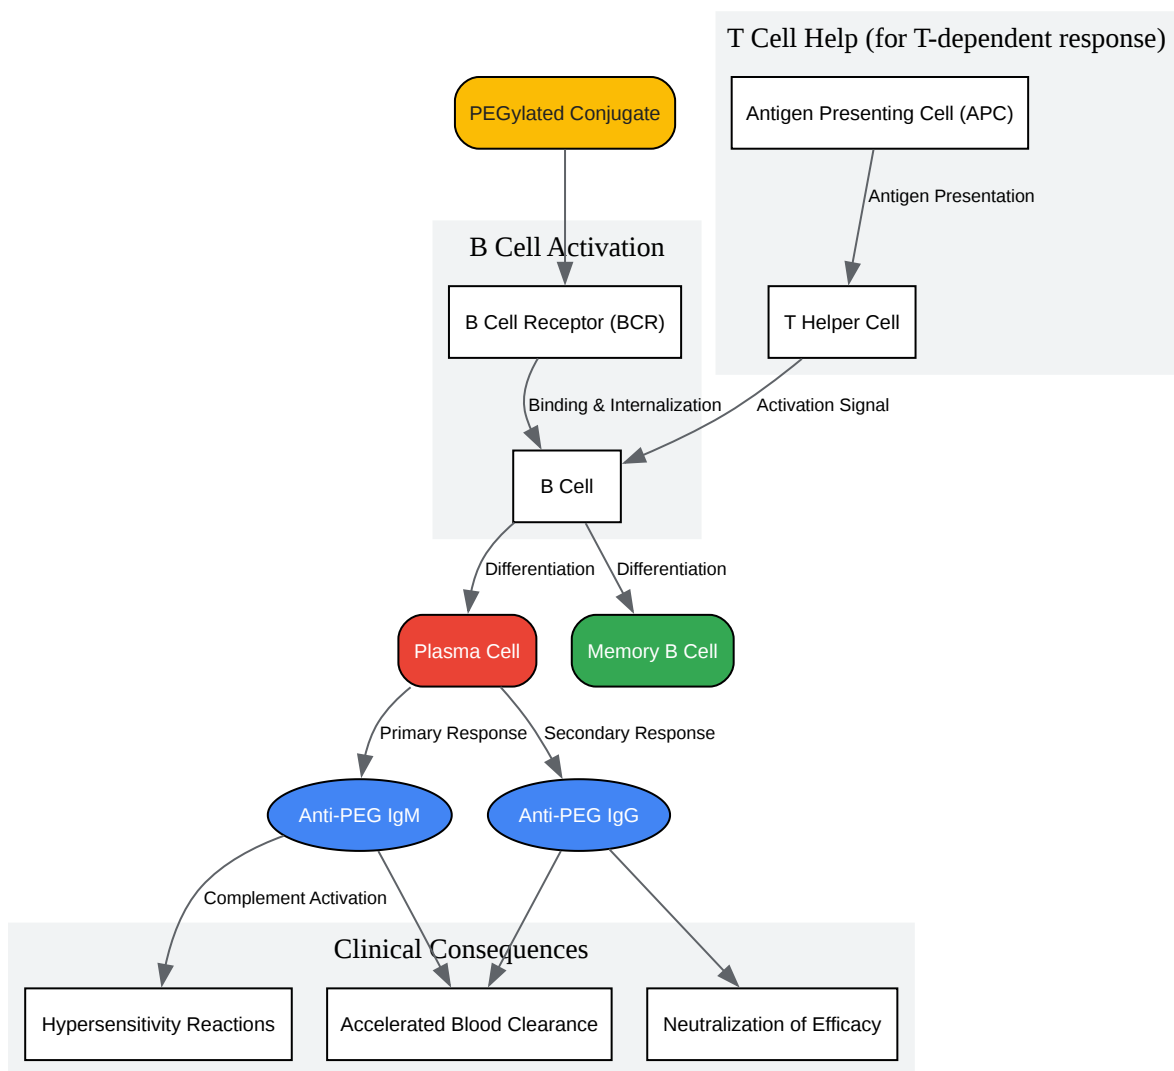 T Cell Help (for T-dependent response)
PEGylated Conjugate
Antigen Presenting Cell (APC)
Antigen Presentation
B Cell Activation
B Cell Receptor (BCR)
T Helper Cell
Binding & Internalization
Activation Signal
B Cell
Differentiation
Differentiation
Plasma Cell
Memory B Cell
Primary Response
Secondary Response
Anti-PEG IgM
Anti-PEG IgG
Complement Activation
Clinical Consequences
Hypersensitivity Reactions
Accelerated Blood Clearance
Neutralization of Efficacy